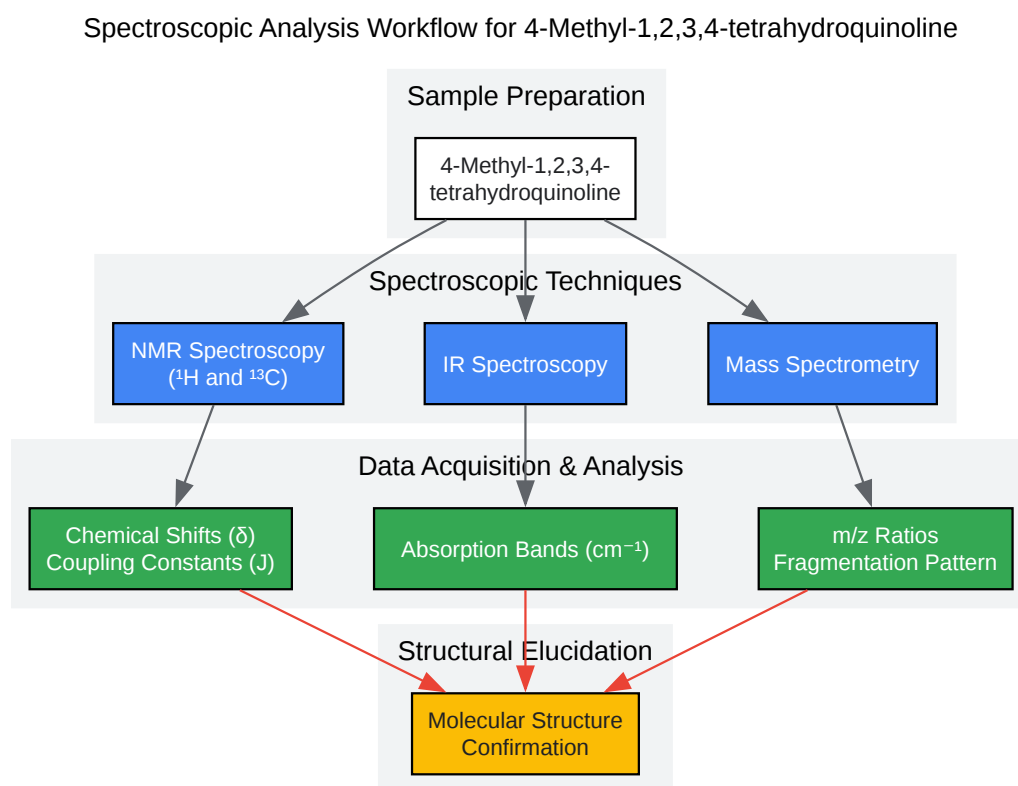 Spectroscopic Analysis Workflow for 4-Methyl-1,2,3,4-tetrahydroquinoline
Sample Preparation
4-Methyl-1,2,3,4-
tetrahydroquinoline
Spectroscopic Techniques
NMR Spectroscopy
(¹H and ¹³C)
IR Spectroscopy
Mass Spectrometry
Data Acquisition & Analysis
Chemical Shifts (δ)
Coupling Constants (J)
Absorption Bands (cm⁻¹)
m/z Ratios
Fragmentation Pattern
Structural Elucidation
Molecular Structure
Confirmation